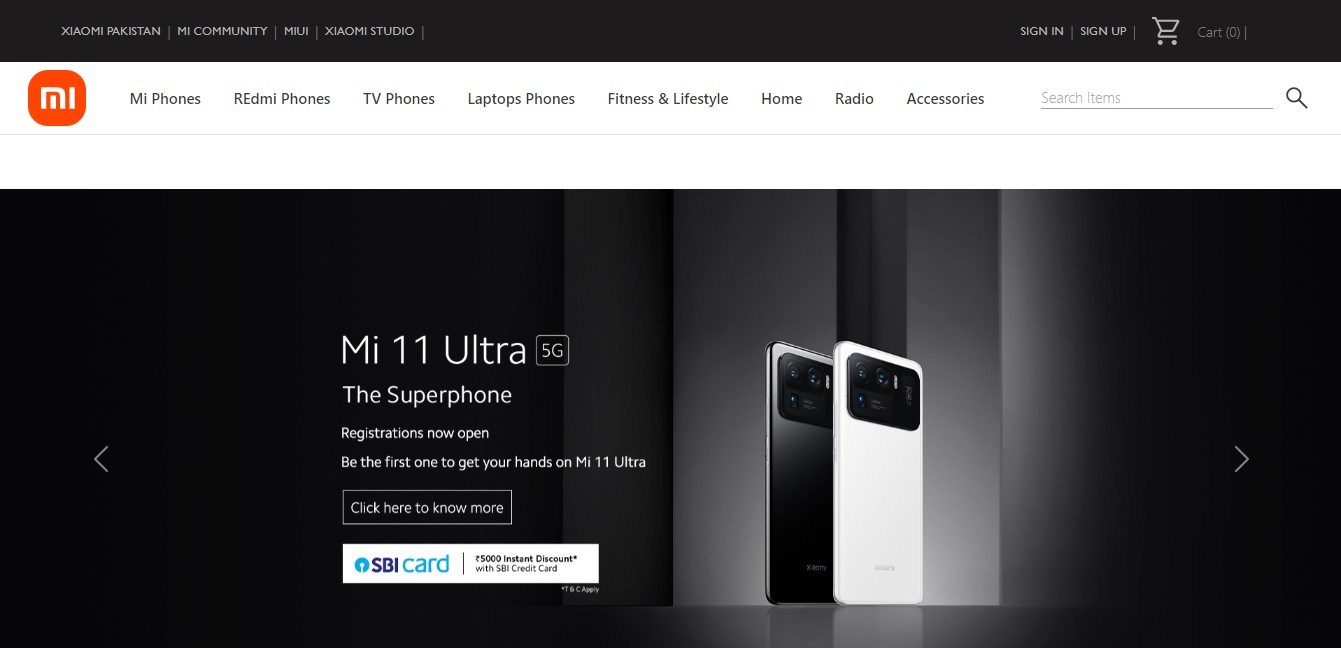 XIAOMI PAKISTAN | MI COMMUNITY | MIUI | XIAOMI STUDIO |
SIGN IN | SIGN UP | Cart (0) |
mi
Mi Phones REdmi Phones TV Phones Laptops Phones Fitness & Lifestyle Home Radio Accessories
Search Items
Mi 11 Ultra 5G
The Superphone
Registrations now open
Be the first one to get your hands on Mi 11 Ultra
Click here to know more
SBI card | ₹5000 Instant Discount*
with SBI Credit Card
*T & C Apply
Xiaomi
Xiaomi